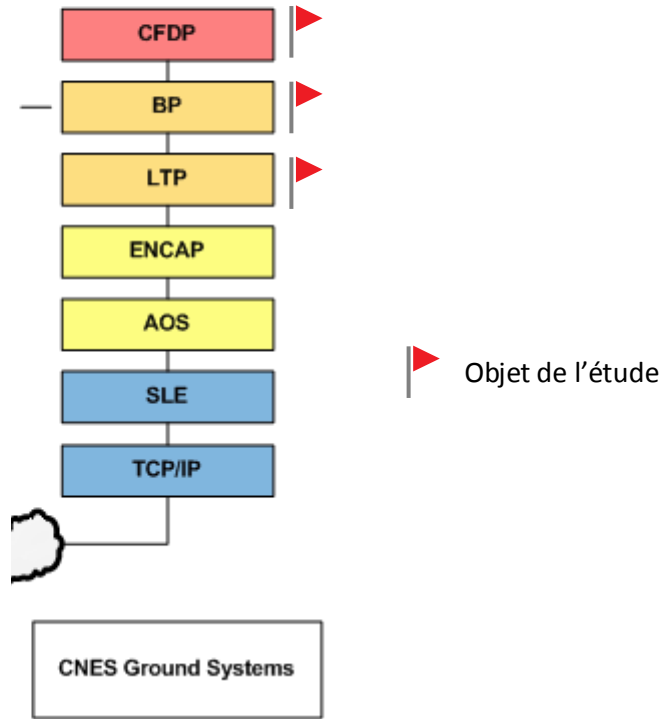 CFDP
BP
LTP
ENCAP
AOS
Objet de l'étude
SLE
TCP/IP
CNES Ground Systems